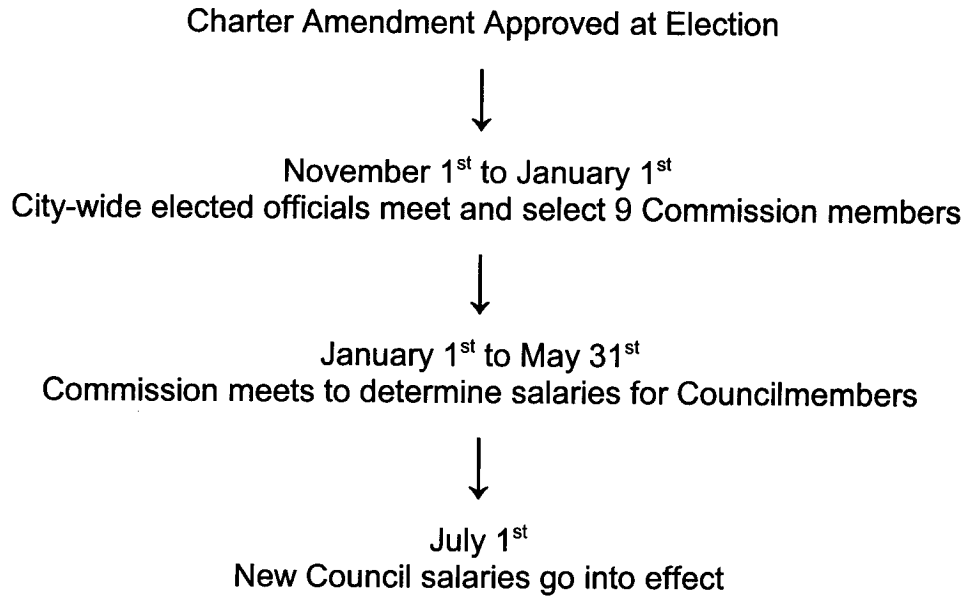 Charter Amendment Approved at Election
November 1st to January 1st
City-wide elected officials meet and select 9 Commission members
January 1st to May 31st
Commission meets to determine salaries for Councilmembers
July 1st
New Council salaries go into effect